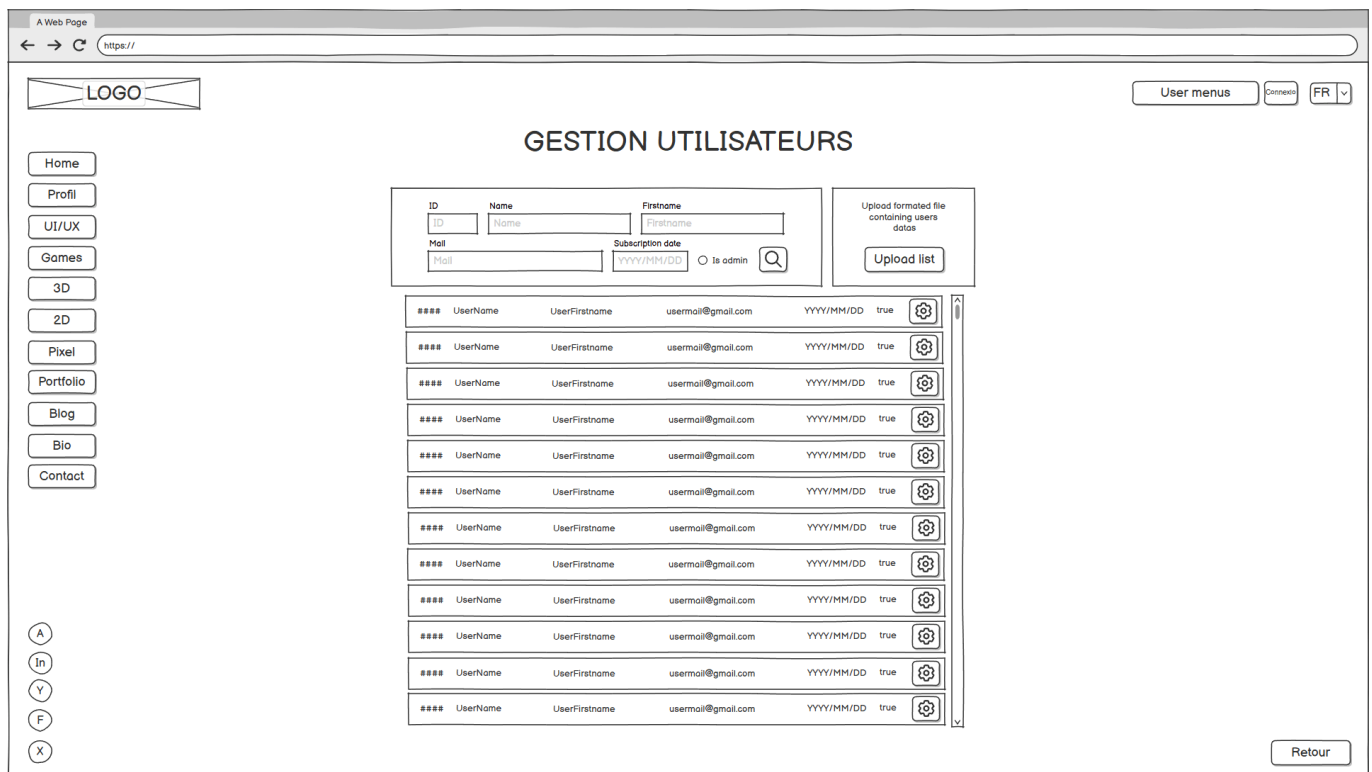 A Web Page
https://
LOGO
User menus
Connexio
FR
GESTION UTILISATEURS
Home
Profil
UI/UX
Games
3D
2D
Pixel
Portfolio
Blog
Bio
Contact
ID Name Firstname
ID Name Firstname
Mail Subscription date
Mail YYYY/MM/DD Is admin
Upload formated file
containing users
datas
Upload list
#### UserName UserFirstname usermail@gmail.com YYYY/MM/DD true
#### UserName UserFirstname usermail@gmail.com YYYY/MM/DD true
#### UserName UserFirstname usermail@gmail.com YYYY/MM/DD true
#### UserName UserFirstname usermail@gmail.com YYYY/MM/DD true
#### UserName UserFirstname usermail@gmail.com YYYY/MM/DD true
#### UserName UserFirstname usermail@gmail.com YYYY/MM/DD true
#### UserName UserFirstname usermail@gmail.com YYYY/MM/DD true
#### UserName UserFirstname usermail@gmail.com YYYY/MM/DD true
#### UserName UserFirstname usermail@gmail.com YYYY/MM/DD true
#### UserName UserFirstname usermail@gmail.com YYYY/MM/DD true
#### UserName UserFirstname usermail@gmail.com YYYY/MM/DD true
#### UserName UserFirstname usermail@gmail.com YYYY/MM/DD true
A
In
Y
F
X
Retour